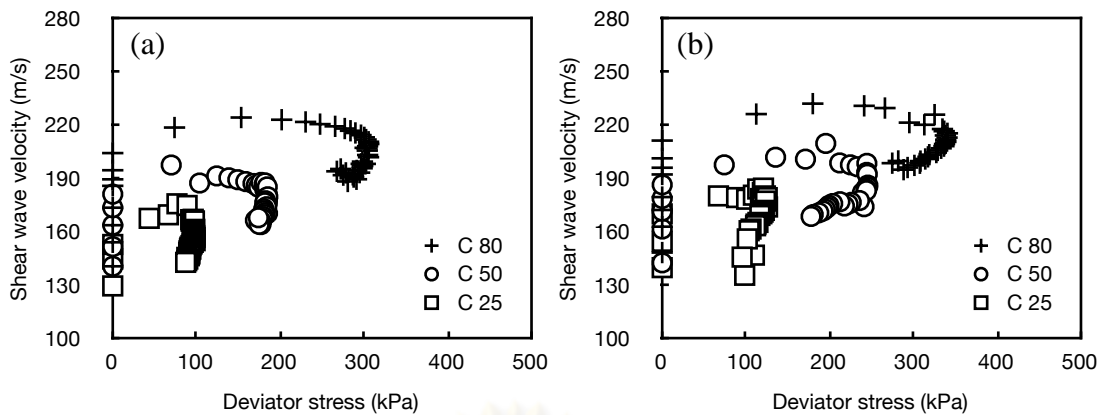 280
250
220
190
160
130
100
Shear wave velocity (m/s)
(a)
C 80
C 50
C 25
0 100 200 300 400 500
Deviator stress (kPa)
280
250
220
190
160
130
100
Shear wave velocity (m/s)
(b)
C 80
C 50
C 25
0 100 200 300 400 500
Deviator stress (kPa)